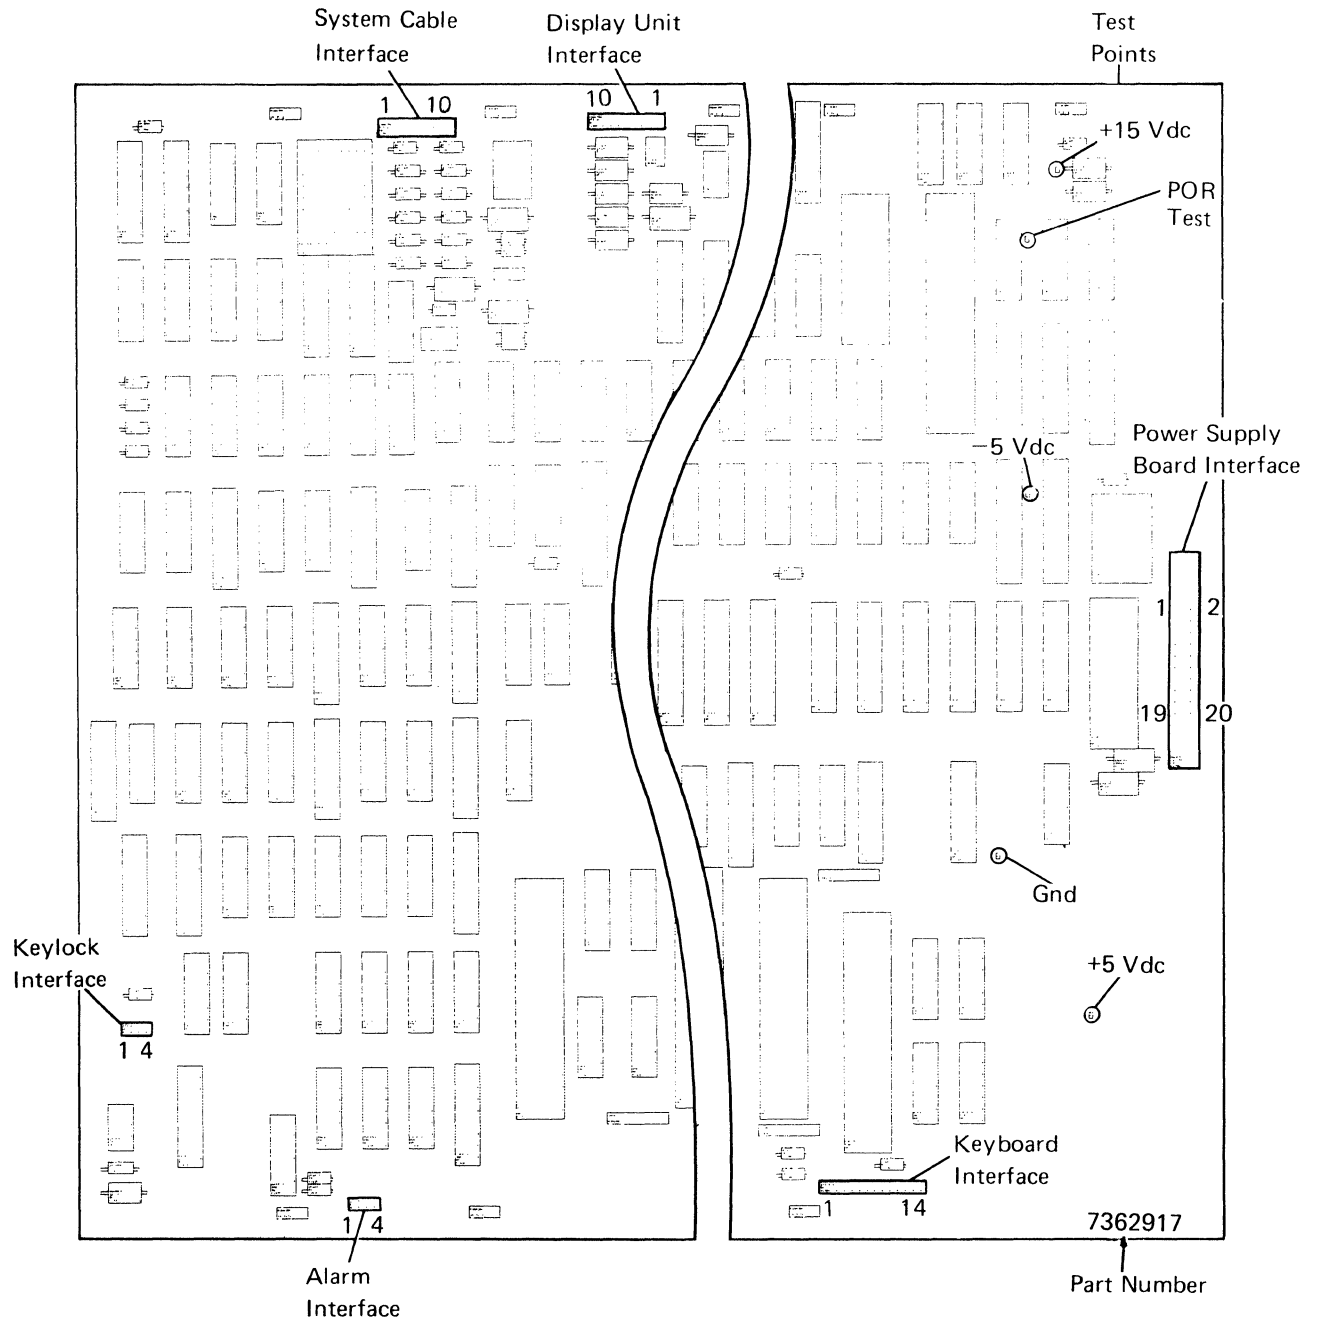 System Cable
Interface
Display Unit
Interface
Test
Points
1 10
10 1
+15 Vdc
POR
Test
−5 Vdc
Power Supply
Board Interface
1 2
19 20
Gnd
+5 Vdc
Keylock
Interface
1 4
Keyboard
Interface
1 14
1 4
7362917
Alarm
Interface
Part Number